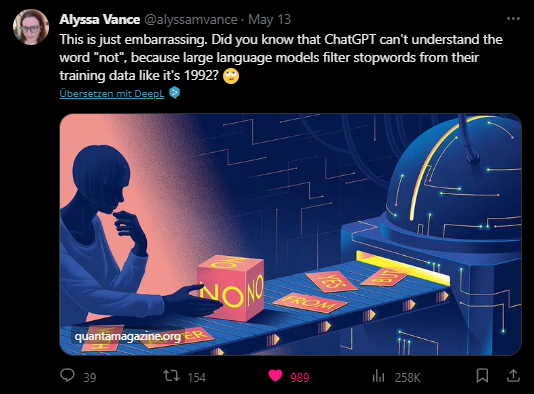 Alyssa Vance @alyssamvance · May 13
This is just embarrassing. Did you know that ChatGPT can't understand the
word "not", because large language models filter stopwords from their
training data like it's 1992? 🙄
Übersetzen mit DeepL
NO
NO NO
YES
BUT
FROM
quantamagazine.org
39 154 989 258K